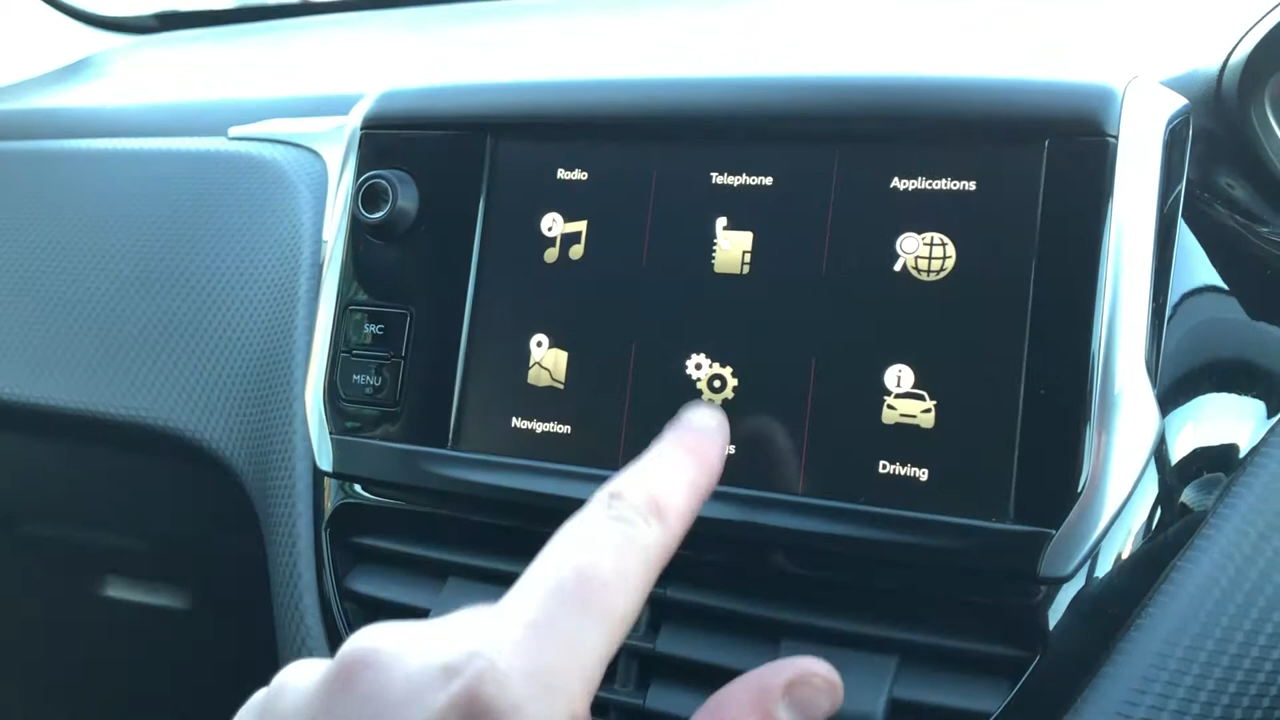 Radio
Telephone
Applications
SRC
MENU
Navigation
Driving